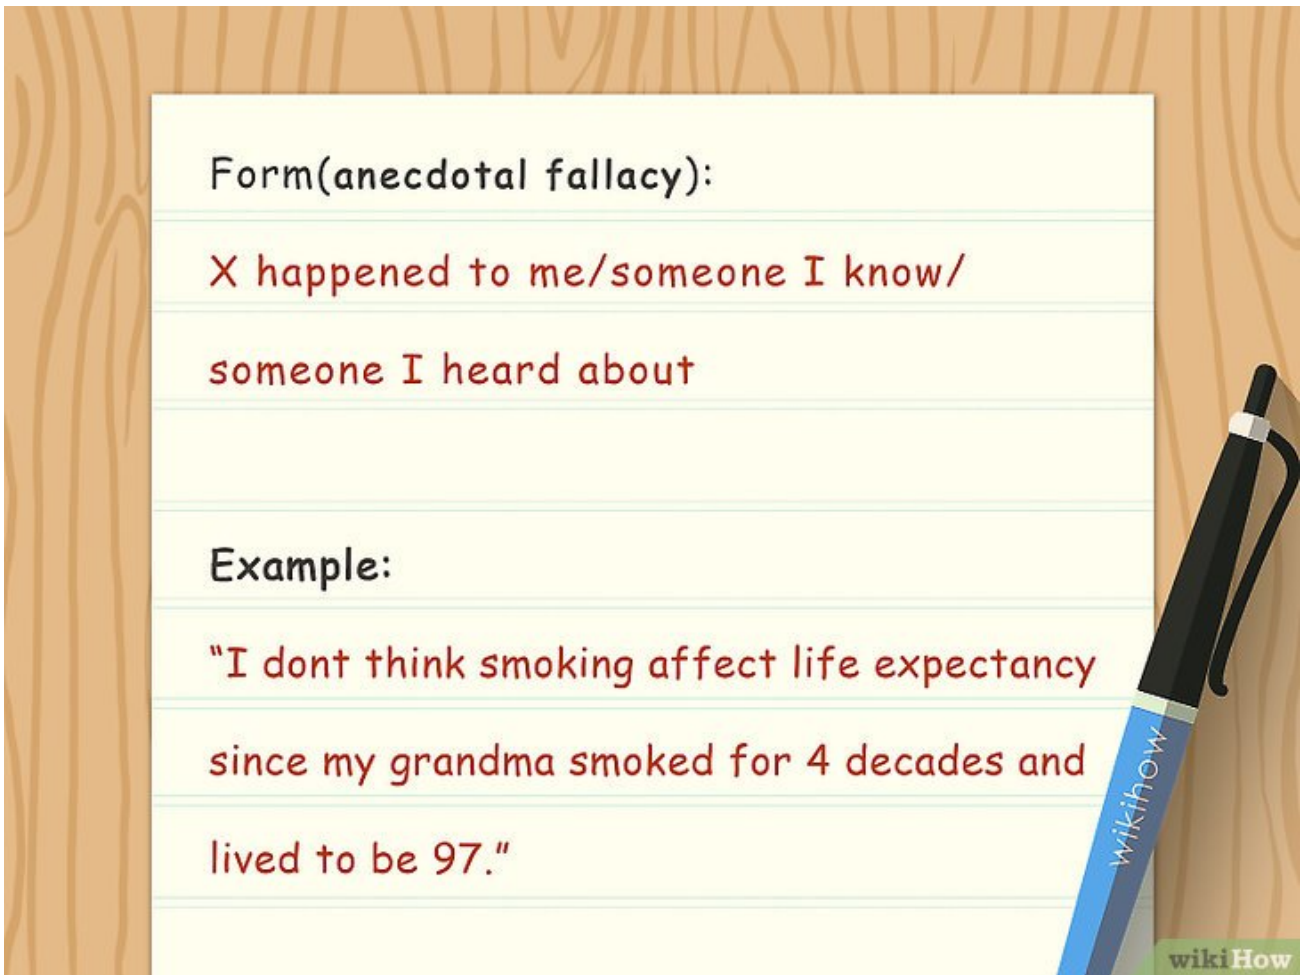 Form(anecdotal fallacy):
X happened to me/someone I know/
someone I heard about
Example:
“I dont think smoking affect life expectancy
since my grandma smoked for 4 decades and
lived to be 97.”
wikihow
wikiHow